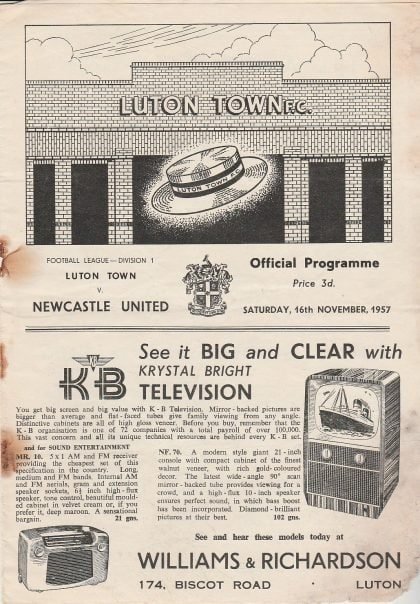 LUTON TOWN F.C.
LUTON TOWN F.C.
FOOTBALL LEAGUE — DIVISION 1
LUTON TOWN
v.
NEWCASTLE UNITED
Official Programme
Price 3d.
SATURDAY, 16th NOVEMBER, 1957
KB
See it BIG and CLEAR with
KRYSTAL BRIGHT
TELEVISION
You get big screen and big value with K-B Television. Mirror-backed pictures are
bigger than average and flat-faced tubes give family viewing from any angle.
Distinctive cabinets are all of high gloss veneer. Before you buy, remember that the
K-B organisation is one of 72 companies with a total payroll of over 100,000.
This vast concern and all its unique technical resources are behind every K-B set.
and for SOUND ENTERTAINMENT
MR. 10. 5 x 1 AM and FM receiver
providing the cheapest set of this
specification in the country. Long,
medium and FM bands. Internal AM
and FM aerials, gram and extension
speaker sockets, 6½ inch high-flux
speaker, tone control, beautiful mould-
ed cabinet in velvet cream or, if you
prefer it, deep maroon. A sensational
bargain. 21 gns.
NF.70. A modern style giant 21-inch
console with compact cabinet of the finest
walnut veneer, with rich gold-coloured
decor. The latest wide-angle 90° scan
mirror-backed tube provides viewing for a
crowd, and a high-flux 10-inch speaker
ensures perfect sound, in which bass boost
has been incorporated. Diamond-brilliant
pictures at their best. 102 gns.
See and hear these models today at
WILLIAMS & RICHARDSON
174, BISCOT ROAD LUTON